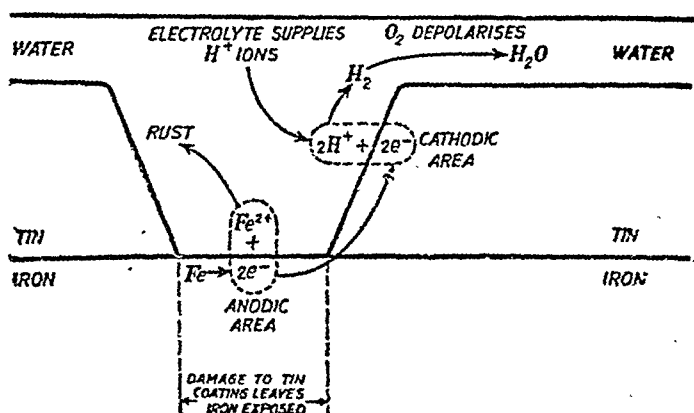 ELECTROLYTE SUPPLIES
H⁺ IONS
O₂ DEPOLARISES
WATER
H₂
H₂O
WATER
RUST
2H⁺ + 2e⁻
CATHODIC
AREA
Fe²⁺
+
TIN
TIN
IRON
Fe
2e⁻
IRON
ANODIC
AREA
DAMAGE TO TIN
COATING LEAVES
IRON EXPOSED